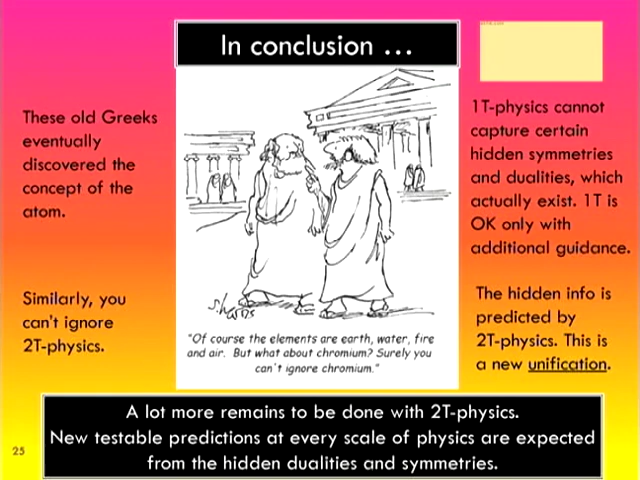 In conclusion …
These old Greeks
eventually
discovered the
concept of the
atom.
Similarly, you
can't ignore
2T-physics.
"Of course the elements are earth, water, fire
and air. But what about chromium? Surely you
can't ignore chromium."
1T-physics cannot
capture certain
hidden symmetries
and dualities, which
actually exist. 1T is
OK only with
additional guidance.
The hidden info is
predicted by
2T-physics. This is
a new unification.
A lot more remains to be done with 2T-physics.
New testable predictions at every scale of physics are expected
from the hidden dualities and symmetries.
25